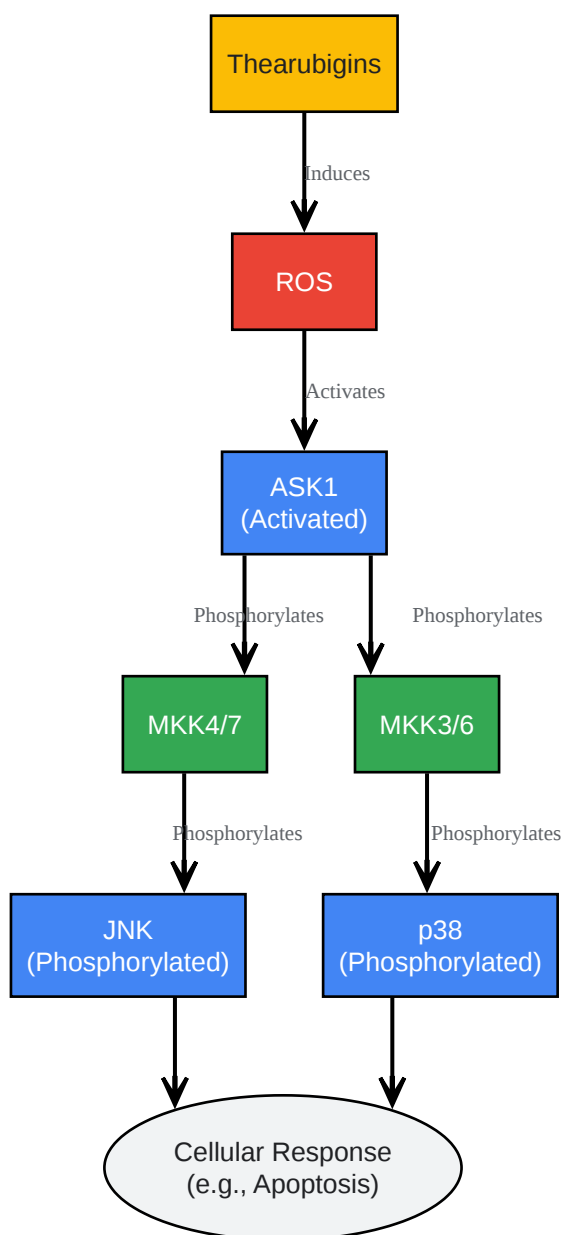 Thearubigins
Induces
ROS
Activates
ASK1
(Activated)
Phosphorylates
Phosphorylates
MKK4/7
MKK3/6
Phosphorylates
Phosphorylates
JNK
(Phosphorylated)
p38
(Phosphorylated)
Cellular Response
(e.g., Apoptosis)